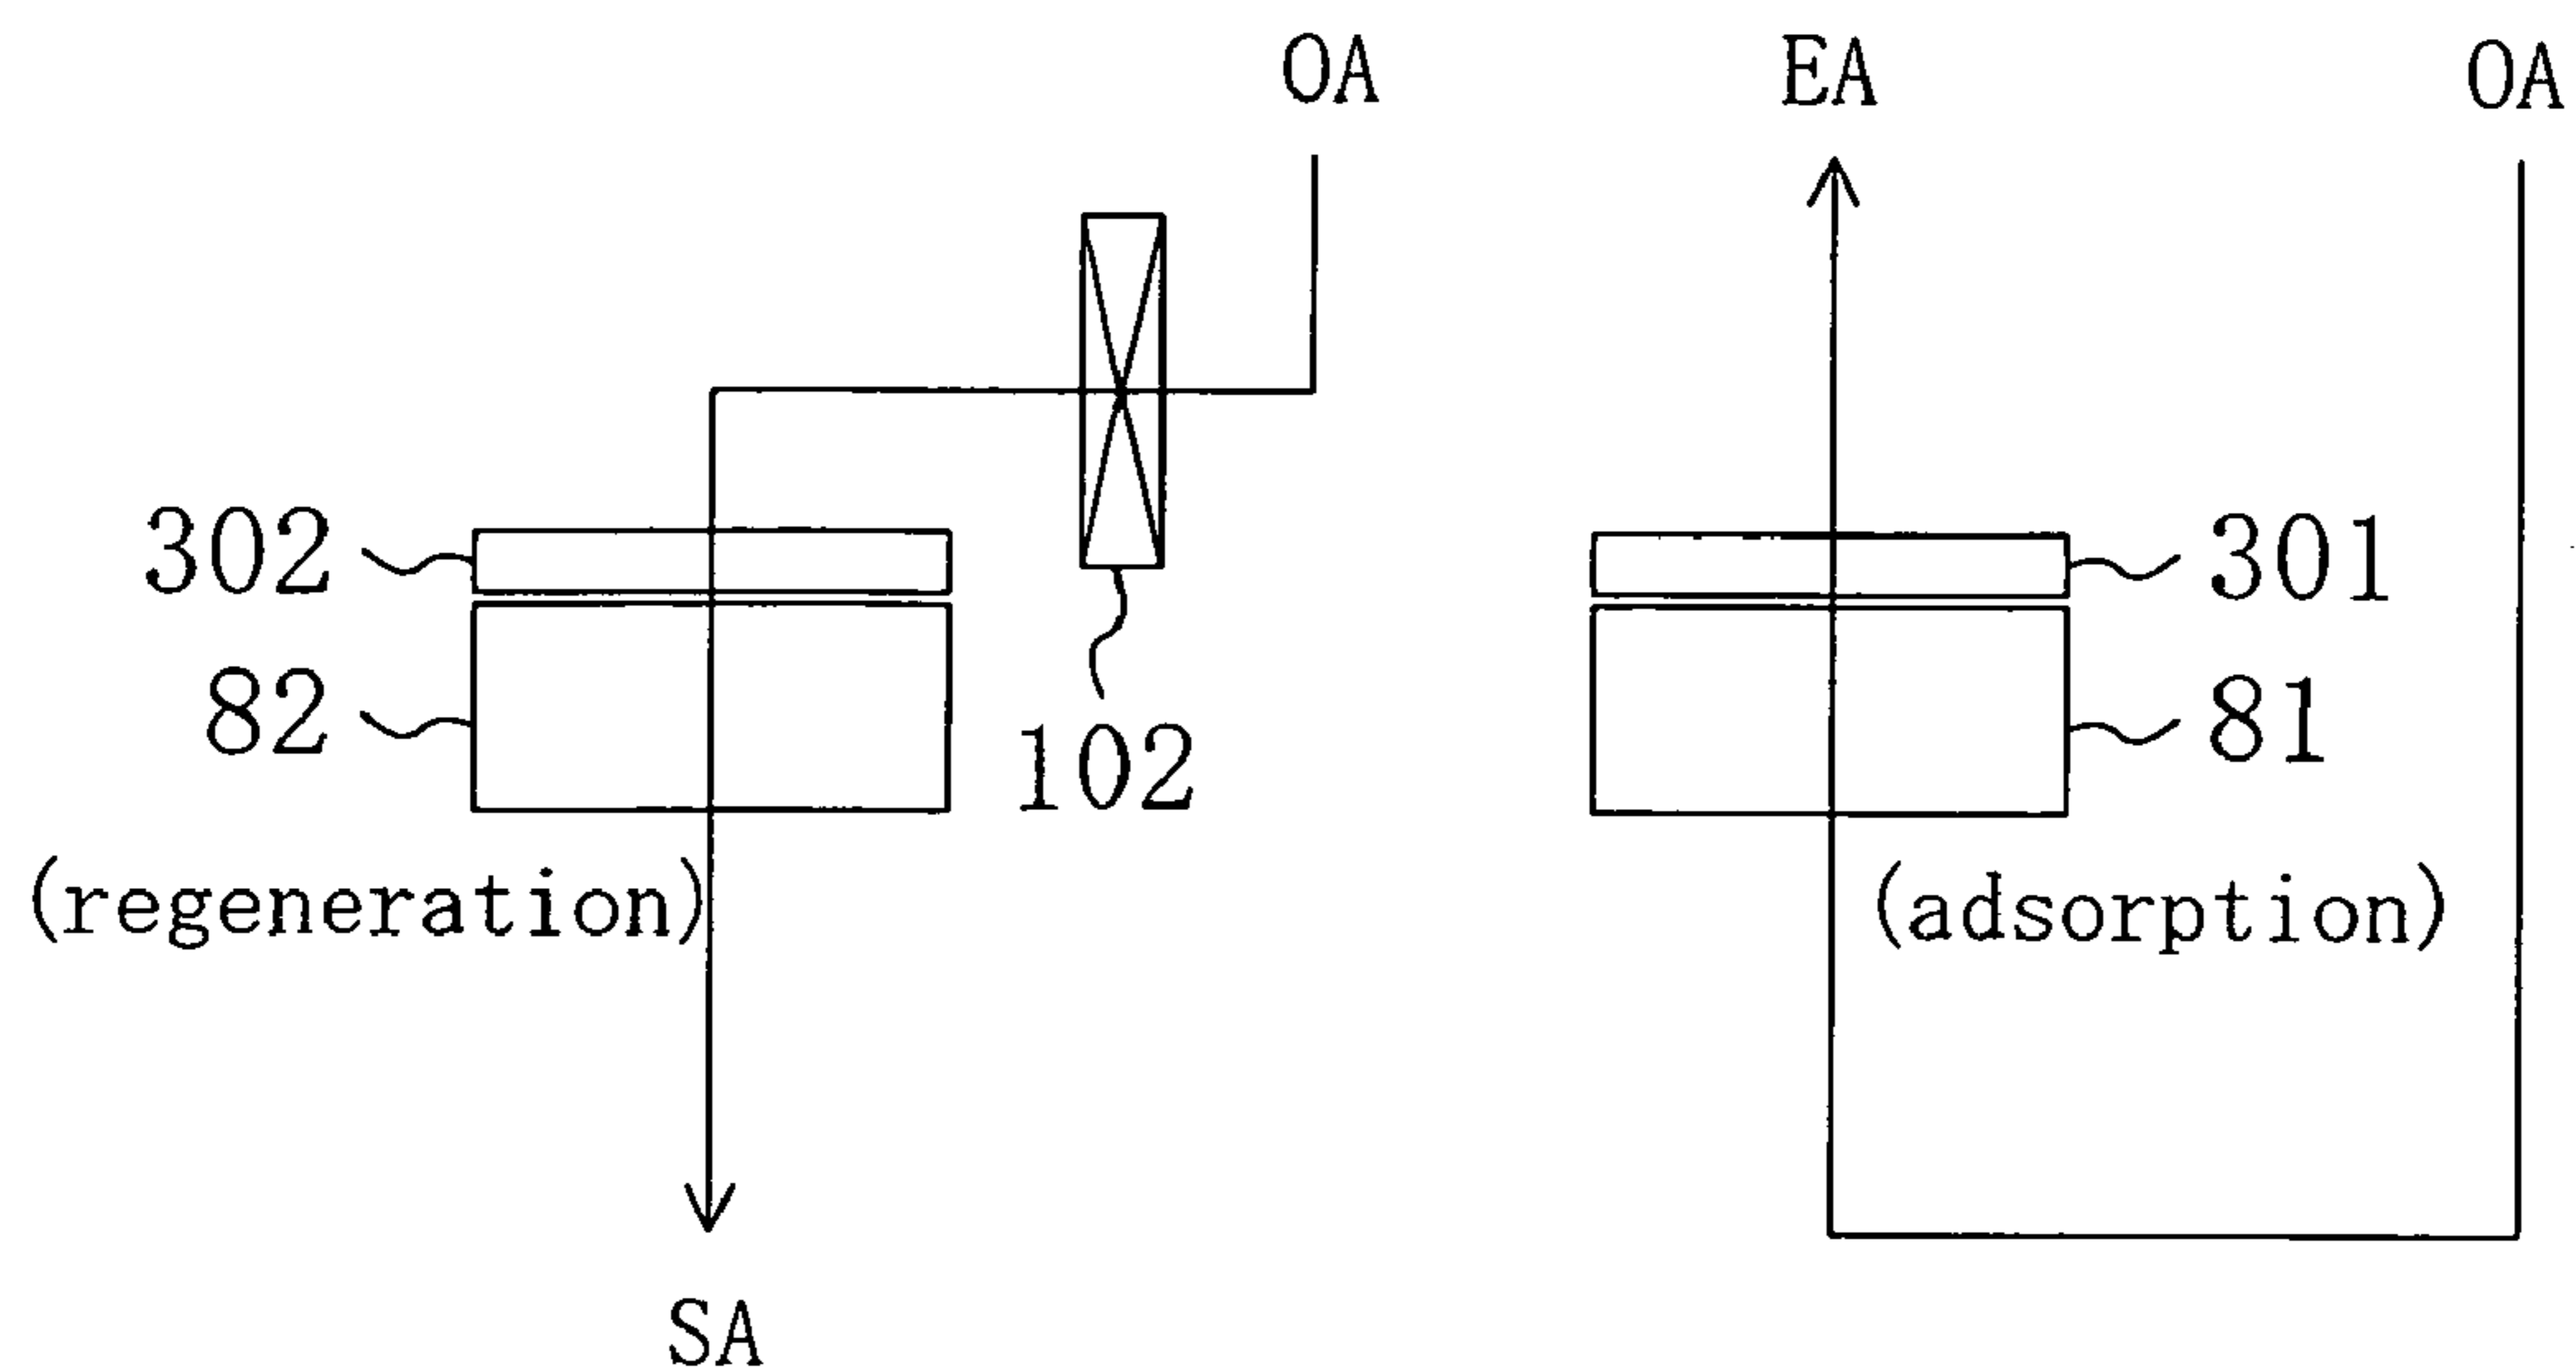 OA
EA
OA
302
301
82
81
102
(regeneration)
(adsorption)
SA